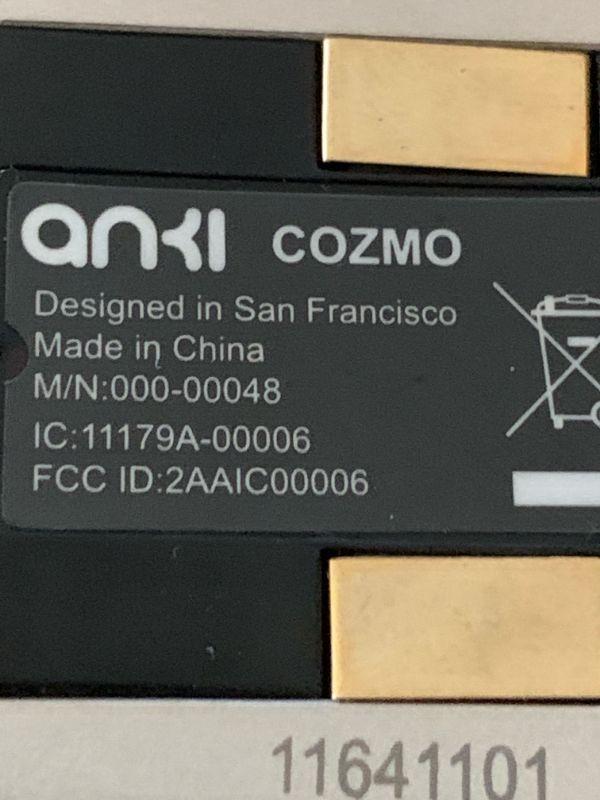 anki COZMO
Designed in San Francisco
Made in China
M/N:000-00048
IC:11179A-00006
FCC ID:2AAIC00006
11641101